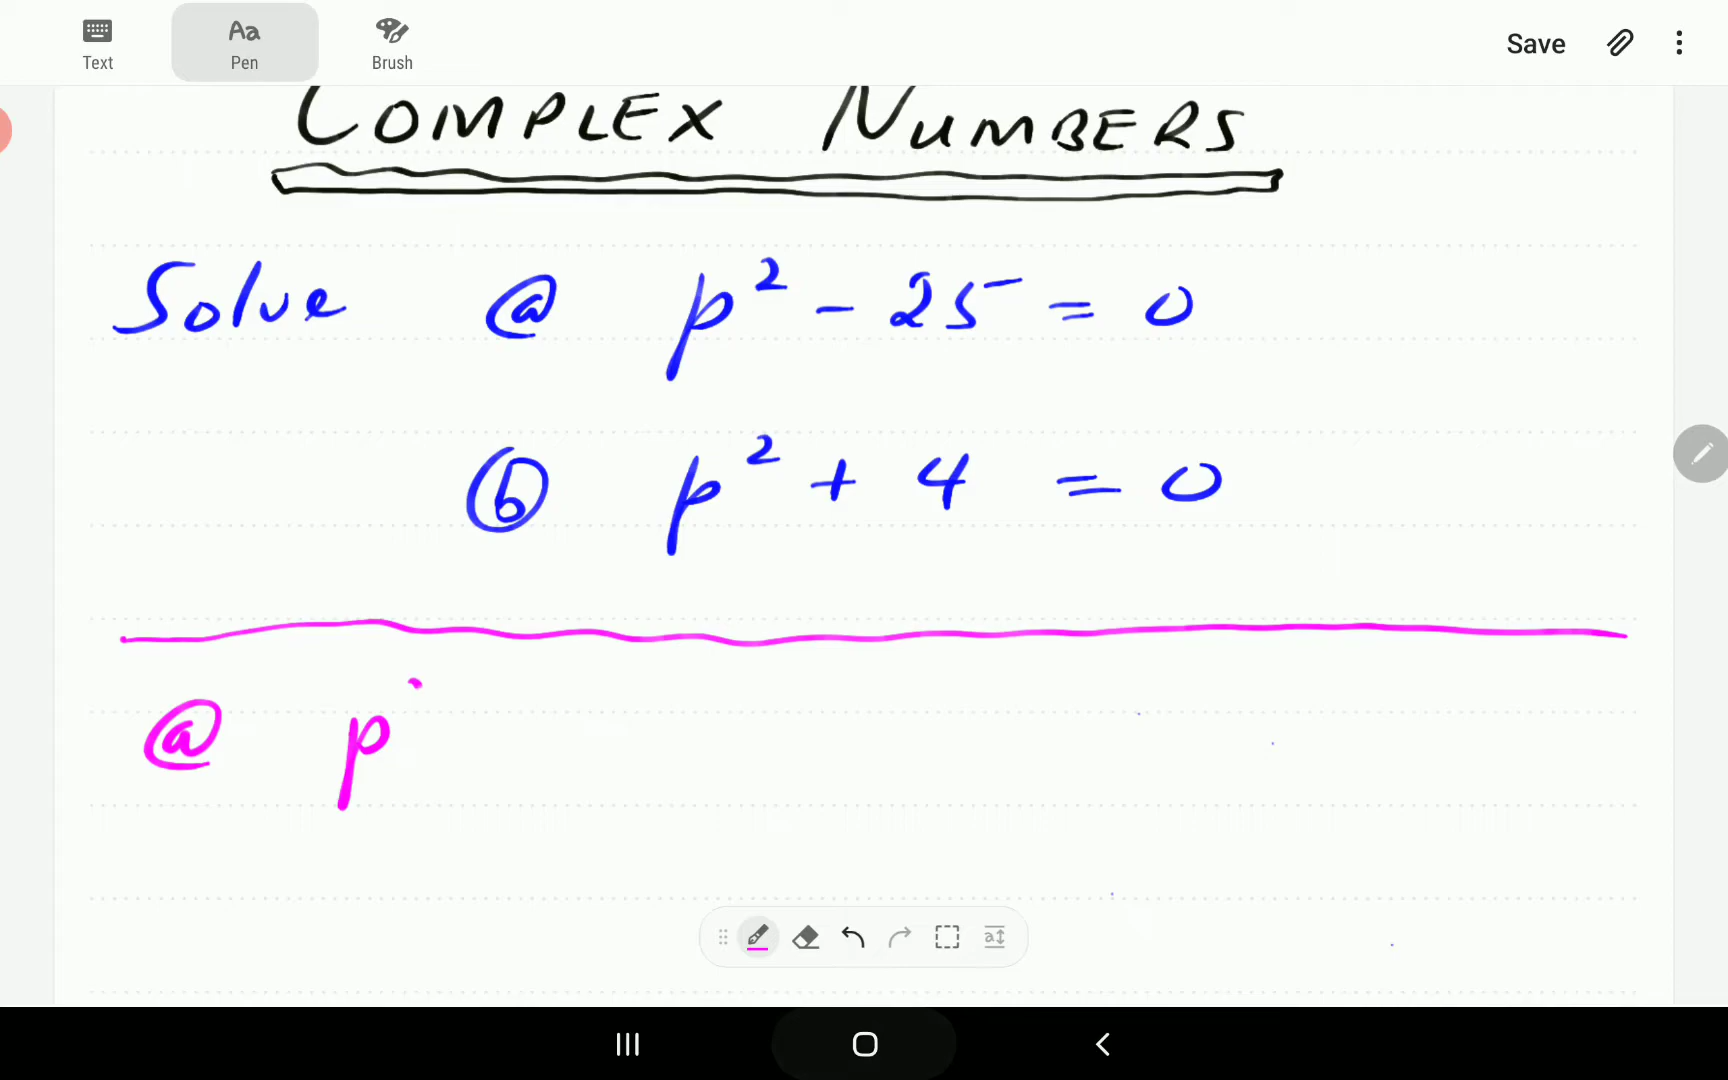 Text Pen Brush Save
COMPLEX NUMBERS
Solve ⓐ p² - 25 = 0
ⓑ p² + 4 = 0
ⓐ p